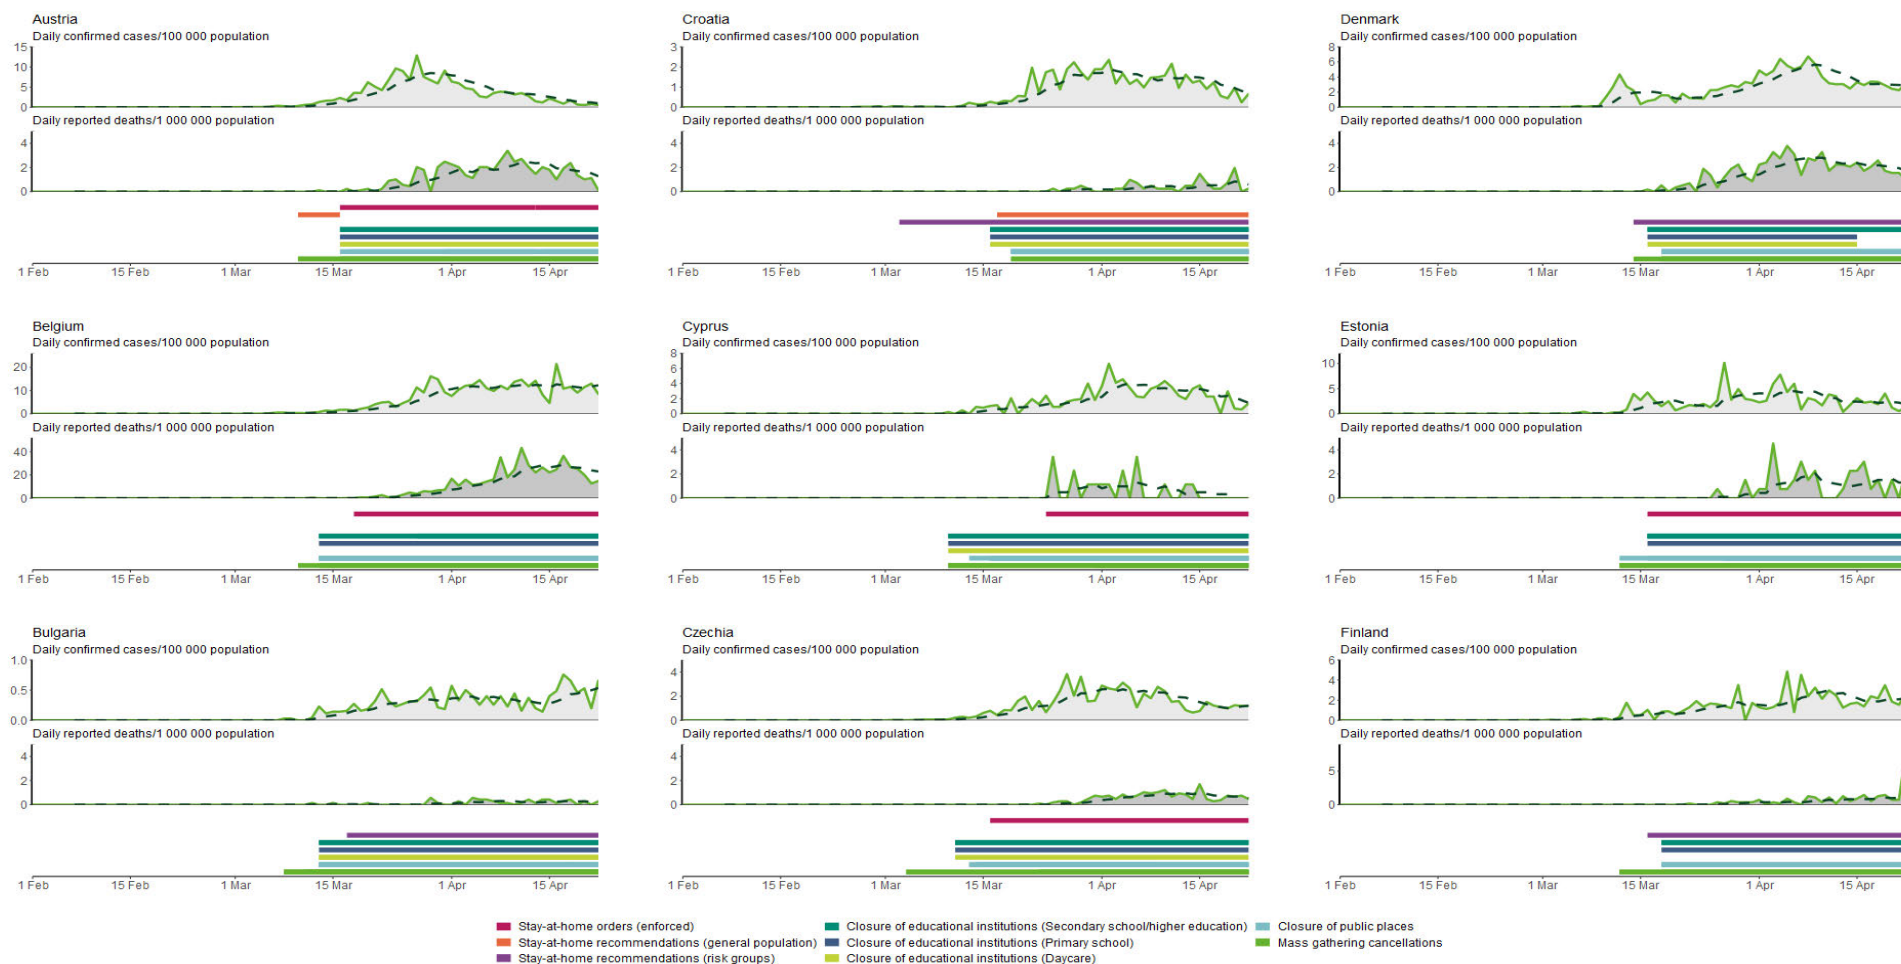 Austria
Daily confirmed cases/100 000 population
15
10
5
0
Daily reported deaths/1 000 000 population
4
2
0
1 Feb 15 Feb 1 Mar 15 Mar 1 Apr 15 Apr
Croatia
Daily confirmed cases/100 000 population
3
2
1
0
Daily reported deaths/1 000 000 population
4
2
0
1 Feb 15 Feb 1 Mar 15 Mar 1 Apr 15 Apr
Denmark
Daily confirmed cases/100 000 population
8
6
4
2
0
Daily reported deaths/1 000 000 population
4
2
0
1 Feb 15 Feb 1 Mar 15 Mar 1 Apr 15 Apr
Belgium
Daily confirmed cases/100 000 population
20
10
0
Daily reported deaths/1 000 000 population
40
20
0
1 Feb 15 Feb 1 Mar 15 Mar 1 Apr 15 Apr
Cyprus
Daily confirmed cases/100 000 population
8
6
4
2
0
Daily reported deaths/1 000 000 population
4
2
0
1 Feb 15 Feb 1 Mar 15 Mar 1 Apr 15 Apr
Estonia
Daily confirmed cases/100 000 population
10
5
0
Daily reported deaths/1 000 000 population
4
2
0
1 Feb 15 Feb 1 Mar 15 Mar 1 Apr 15 Apr
Bulgaria
Daily confirmed cases/100 000 population
1.0
0.5
0.0
Daily reported deaths/1 000 000 population
4
2
0
1 Feb 15 Feb 1 Mar 15 Mar 1 Apr 15 Apr
Czechia
Daily confirmed cases/100 000 population
4
2
0
Daily reported deaths/1 000 000 population
4
2
0
1 Feb 15 Feb 1 Mar 15 Mar 1 Apr 15 Apr
Finland
Daily confirmed cases/100 000 population
6
4
2
0
Daily reported deaths/1 000 000 population
5
0
1 Feb 15 Feb 1 Mar 15 Mar 1 Apr 15 Apr
Stay-at-home orders (enforced)
Stay-at-home recommendations (general population)
Stay-at-home recommendations (risk groups)
Closure of educational institutions (Secondary school/higher education)
Closure of educational institutions (Primary school)
Closure of educational institutions (Daycare)
Closure of public places
Mass gathering cancellations